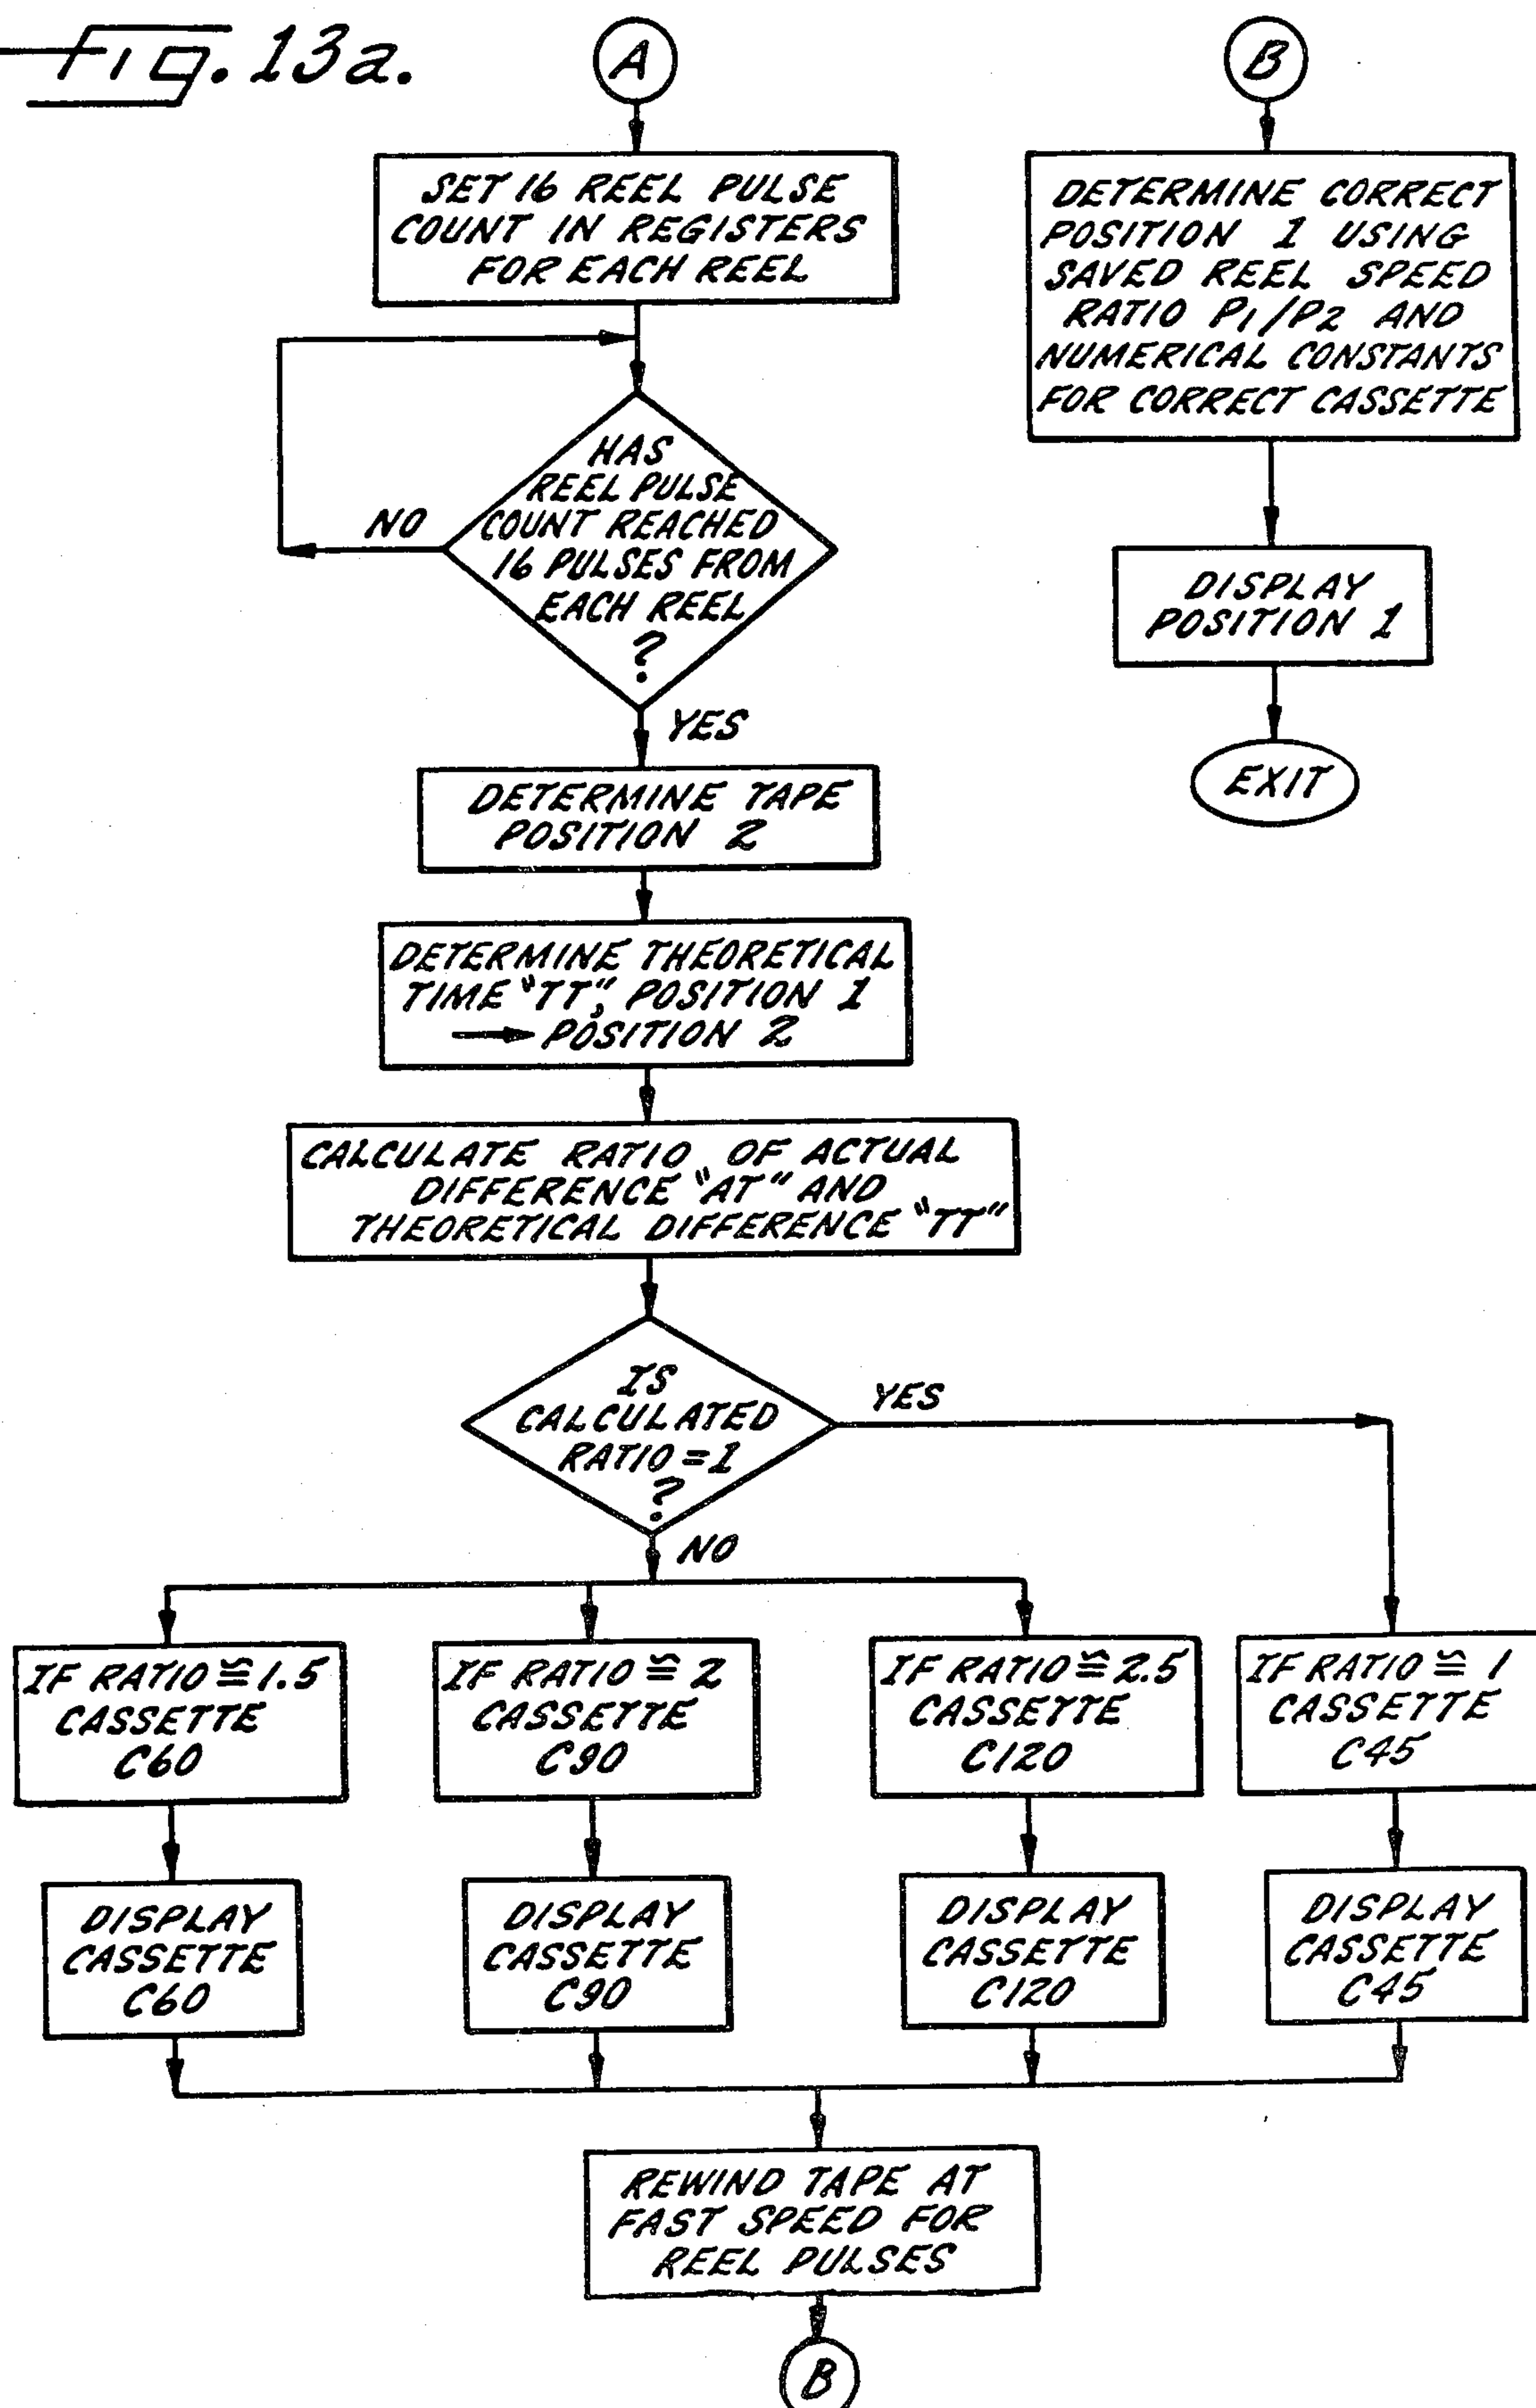 Fig. 13a.
A
SET 16 REEL PULSE
COUNT IN REGISTERS
FOR EACH REEL
HAS
REEL PULSE
COUNT REACHED
16 PULSES FROM
EACH REEL
?
NO
YES
DETERMINE TAPE
POSITION 2
DETERMINE THEORETICAL
TIME "TT", POSITION 1
→ POSITION 2
CALCULATE RATIO OF ACTUAL
DIFFERENCE "AT" AND
THEORETICAL DIFFERENCE "TT"
IS
CALCULATED
RATIO = 1
?
YES
NO
IF RATIO ≅ 1.5
CASSETTE
C60
IF RATIO ≅ 2
CASSETTE
C90
IF RATIO ≅ 2.5
CASSETTE
C120
IF RATIO ≅ 1
CASSETTE
C45
DISPLAY
CASSETTE
C60
DISPLAY
CASSETTE
C90
DISPLAY
CASSETTE
C120
DISPLAY
CASSETTE
C45
REWIND TAPE AT
FAST SPEED FOR
REEL PULSES
B
B
DETERMINE CORRECT
POSITION 1 USING
SAVED REEL SPEED
RATIO P1/P2 AND
NUMERICAL CONSTANTS
FOR CORRECT CASSETTE
DISPLAY
POSITION 1
EXIT